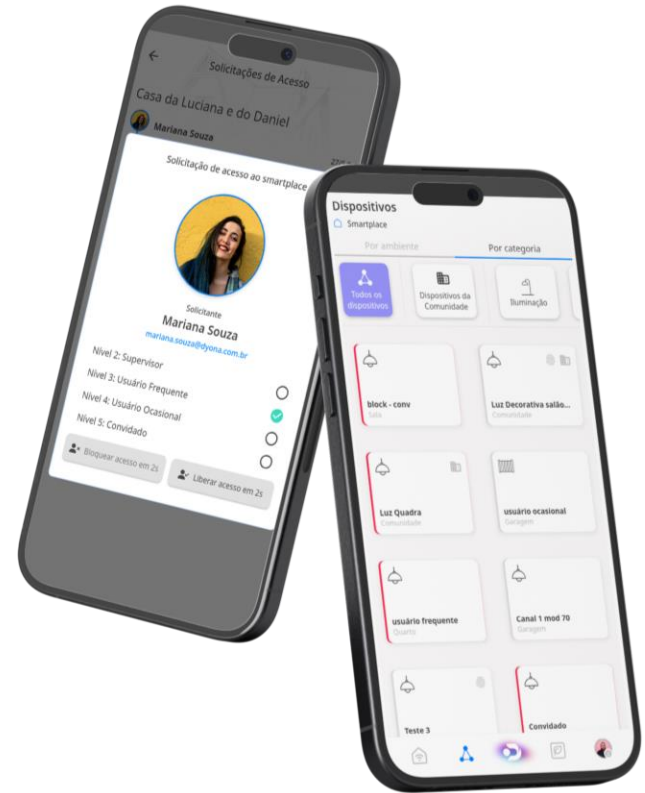 Solicitações de Acesso
Casa da Luciana e do Daniel
Mariana Souza
Solicitação de acesso ao smartplace
Solicitante
Mariana Souza
mariana.souza@dyona.com.br
Nível 2: Supervisor
Nível 3: Usuário Frequente
Nível 4: Usuário Ocasional
Nível 5: Convidado
Bloquear acesso em 2s
Liberar acesso em 2s
Dispositivos
Smartplace
Por ambiente
Por categoria
Todos os
dispositivos
Dispositivos da
Comunidade
Iluminação
block - conv
Sala
Luz Decorativa salão...
Comunidade
Luz Quadra
Comunidade
usuário ocasional
Garagem
usuário frequente
Quarto
Canal 1 mod 70
Garagem
Teste 3
Convidado